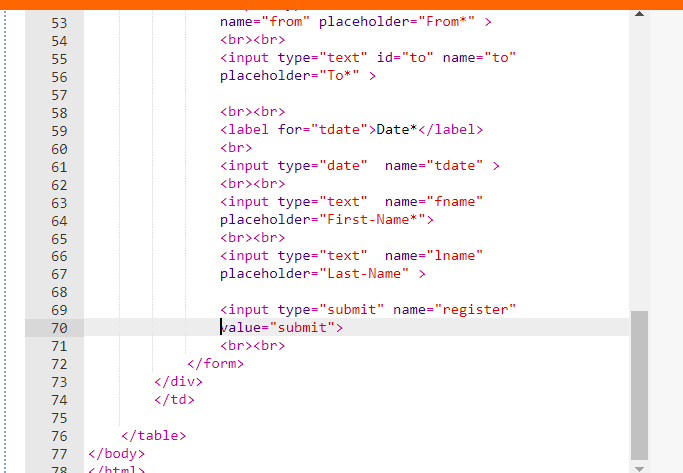 53 name="from" placeholder="From*" >
54 <br><br>
55 <input type="text" id="to" name="to"
56 placeholder="To*" >
57
58 <br><br>
59 <label for="tdate">Date*</label>
60 <br>
61 <input type="date"  name="tdate" >
62 <br><br>
63 <input type="text"  name="fname"
64 placeholder="First-Name*">
65 <br><br>
66 <input type="text"  name="lname"
67 placeholder="Last-Name" >
68
69 <input type="submit" name="register"
70 value="submit">
71 <br><br>
72 </form>
73 </div>
74 </td>
75
76 </table>
77 </body>
78 </html>